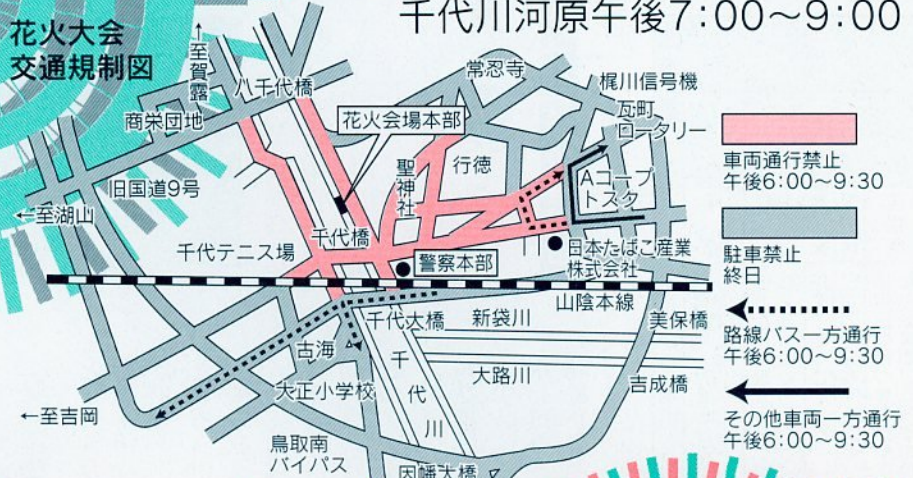 千代川河原午後7:00〜9:00
花火大会
交通規制図
↑至賀露
八千代橋
常忍寺
梶川信号機
瓦町
ロータリー
商栄団地
花火会場本部
聖神社
行徳
Aコープ
トスク
車両通行禁止
午後6:00〜9:30
旧国道9号
←至湖山
千代テニス場
千代橋
警察本部
日本たばこ産業
株式会社
駐車禁止
終日
山陰本線
千代大橋
新袋川
美保橋
路線バス一方通行
午後6:00〜9:30
古海
大正小学校
千代川
大路川
吉成橋
←至吉岡
その他車両一方通行
午後6:00〜9:30
鳥取南
バイパス
因幡大橋